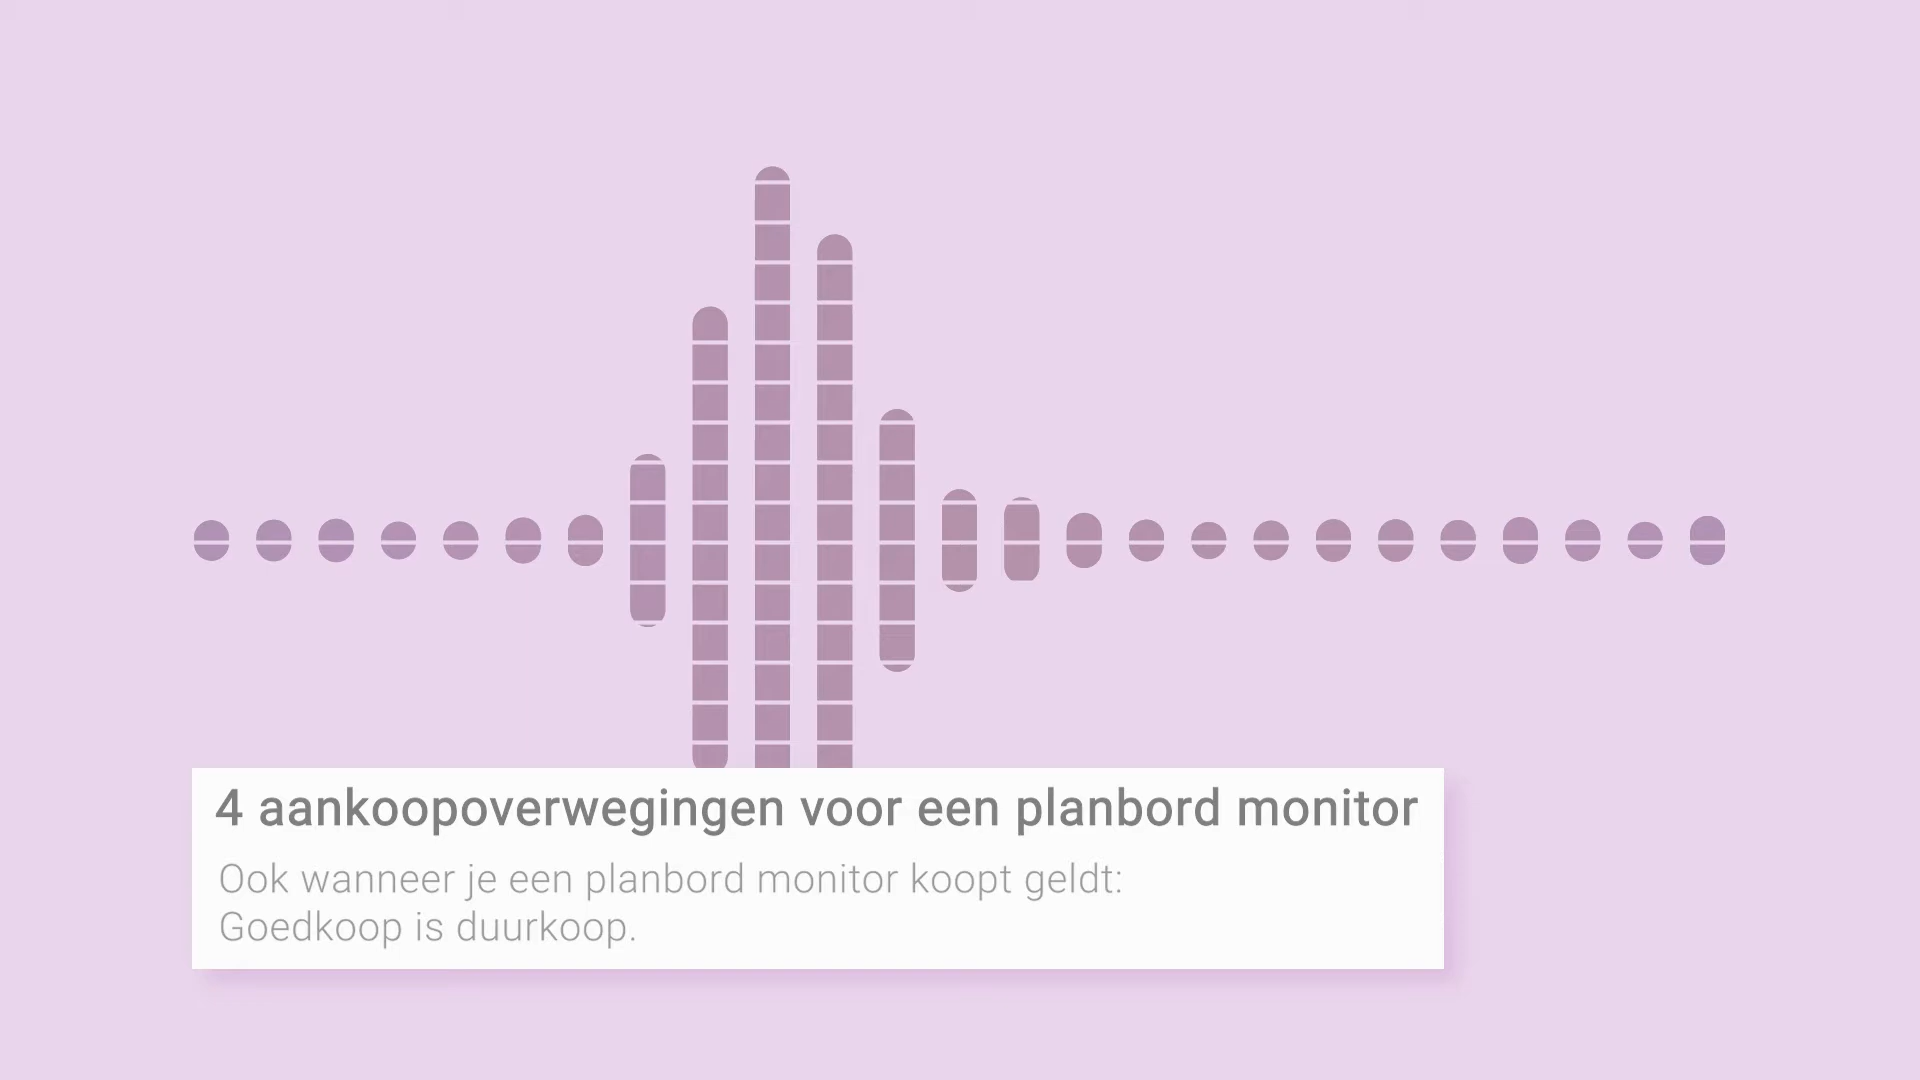 4 aankoopoverwegingen voor een planbord monitor
Ook wanneer je een planbord monitor koopt geldt:
Goedkoop is duurkoop.